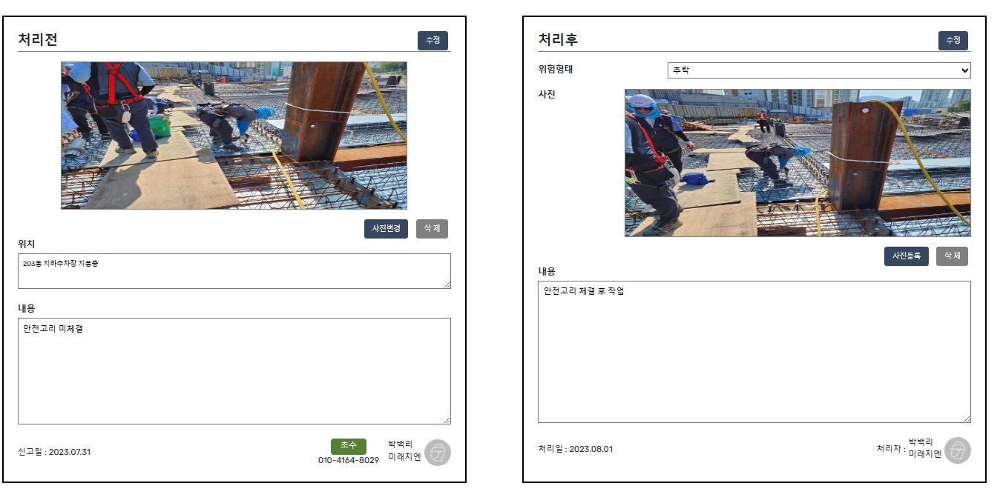 처리전
수정
사진변경
삭 제
위치
203동 지하주차장 지붕층
내용
안전고리 미체결
신고일 : 2023.07.31
초수
010-4164-8029
박백리
미래지엔
처리후
수정
위험형태
추락
사진
사진등록
삭 제
내용
안전고리 체결 후 작업
처리일 : 2023.08.01
처리자 :
박백리
미래지엔